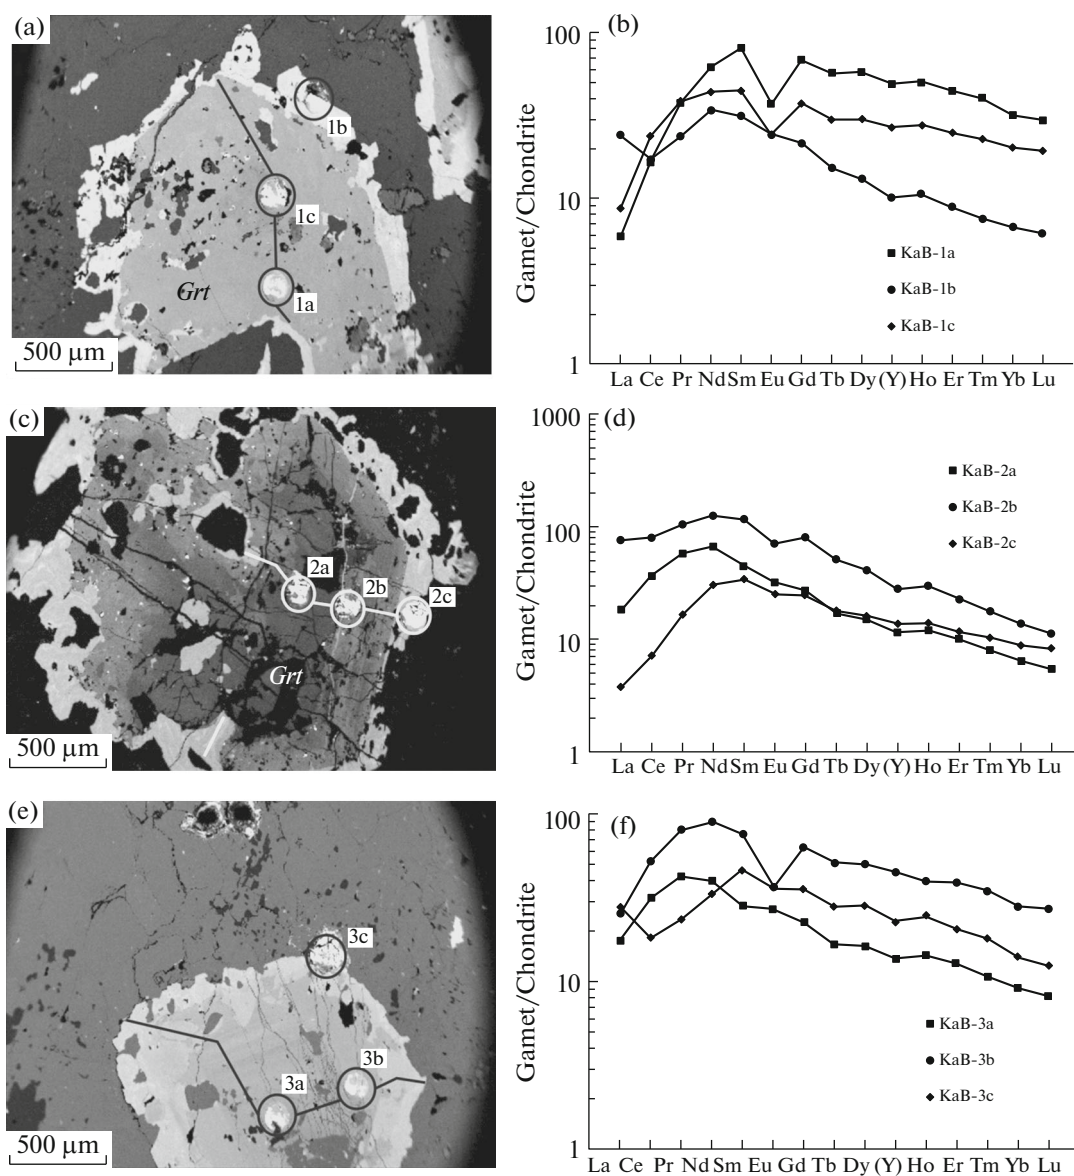 (a)
1b
1c
Grt
1a
500 µm
(b)
Gamet/Chondrite
100
10
1
KaB-1a
KaB-1b
KaB-1c
La Ce Pr Nd Sm Eu Gd Tb Dy (Y) Ho Er Tm Yb Lu
(c)
2a
2b
2c
Grt
500 µm
(d)
Gamet/Chondrite
1000
100
10
1
KaB-2a
KaB-2b
KaB-2c
La Ce Pr Nd Sm Eu Gd Tb Dy (Y) Ho Er Tm Yb Lu
(e)
3c
3b
3a
500 µm
(f)
Gamet/Chondrite
100
10
1
KaB-3a
KaB-3b
KaB-3c
La Ce Pr Nd Sm Eu Gd Tb Dy (Y) Ho Er Tm Yb Lu